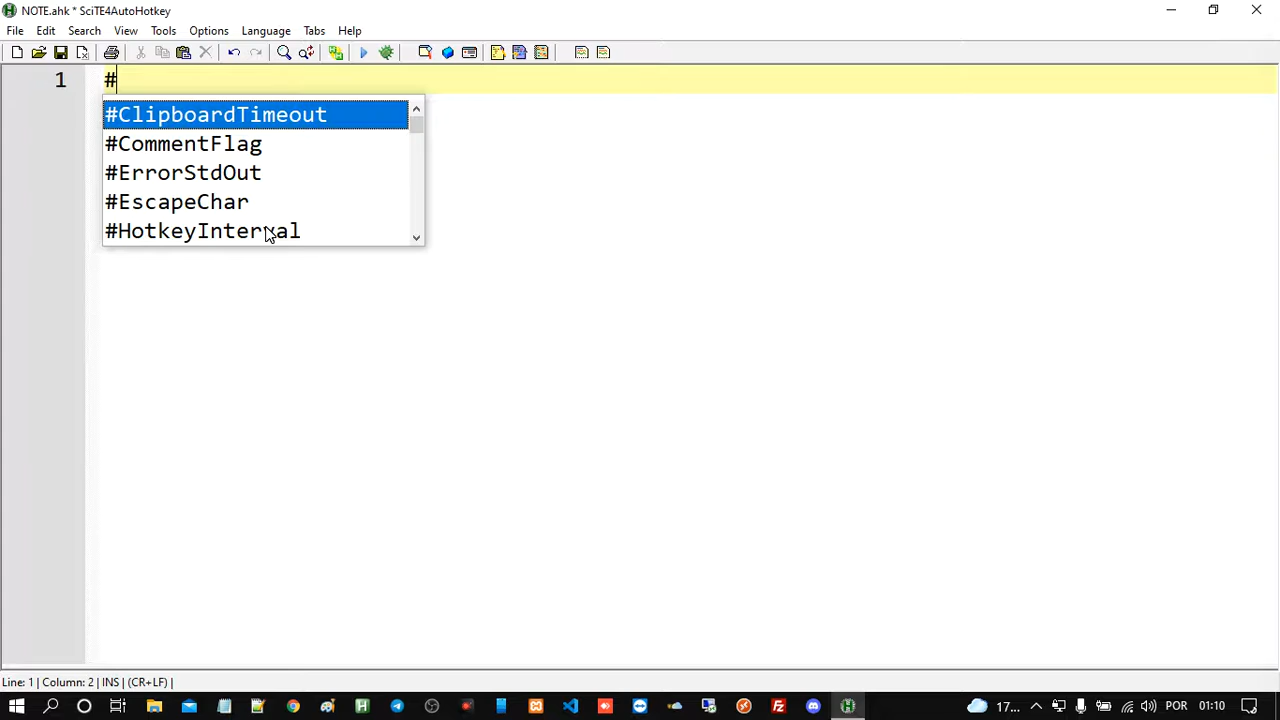 NOTE.ahk * SciTE4AutoHotkey
File Edit Search View Tools Options Language Tabs Help
1 #
#ClipboardTimeout
#CommentFlag
#ErrorStdOut
#EscapeChar
#HotkeyInterval
Line: 1 | Column: 2 | INS | (CR+LF) |
17... POR 01:10